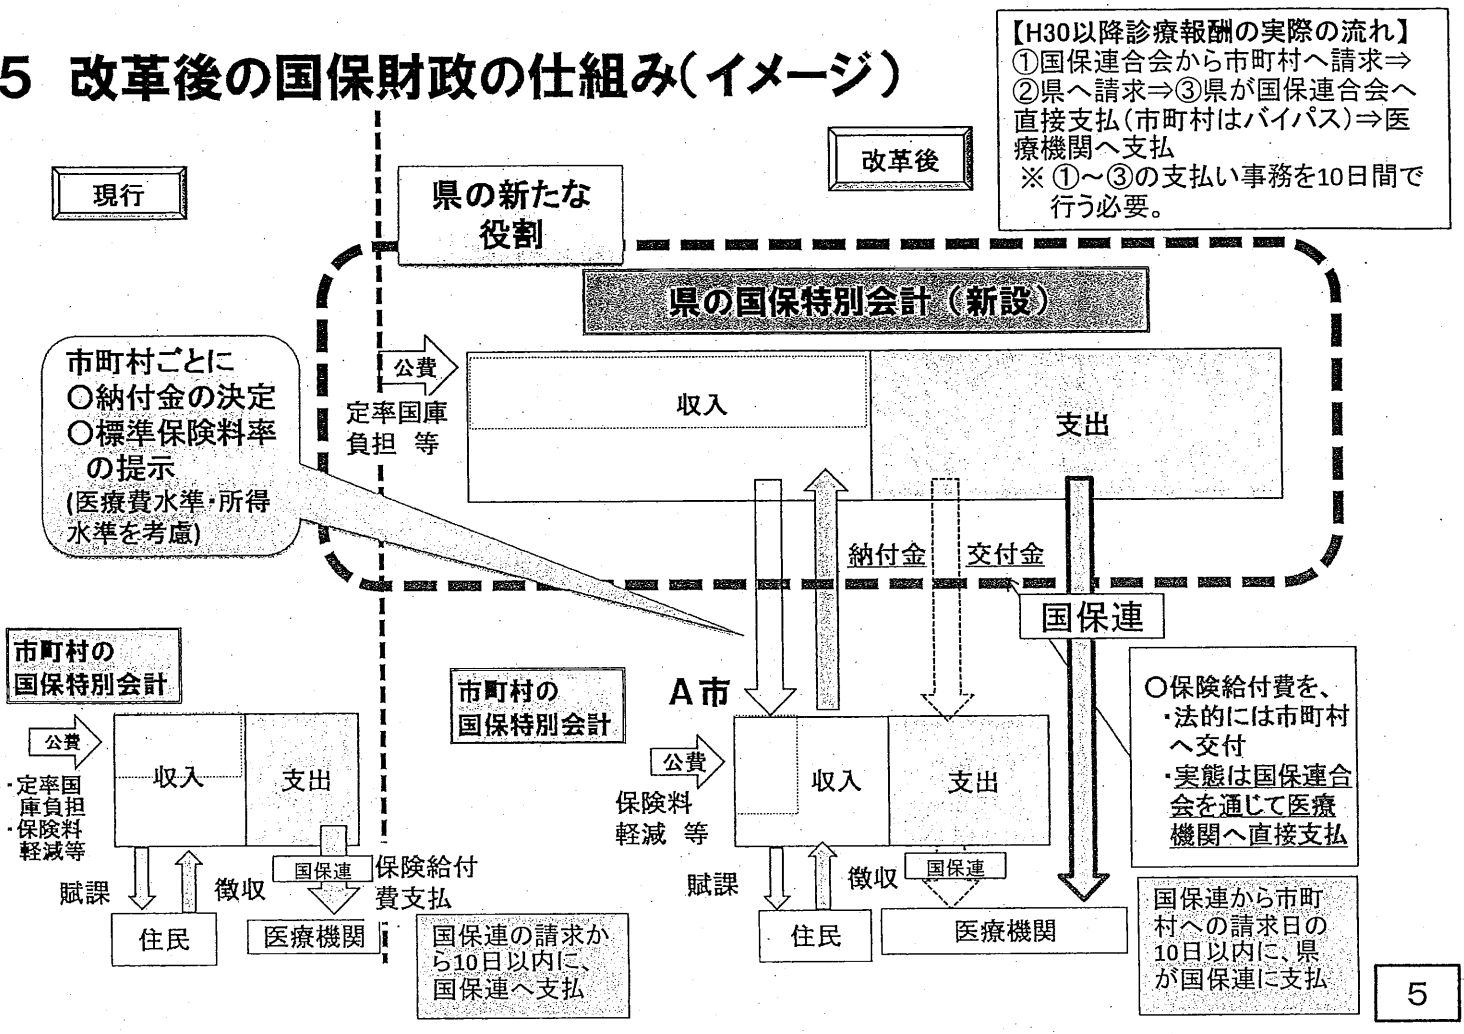 5 改革後の国保財政の仕組み(イメージ)
【H30以降診療報酬の実際の流れ】
①国保連合会から市町村へ請求⇒
②県へ請求⇒③県が国保連合会へ
直接支払(市町村はバイパス)⇒医
療機関へ支払
※ ①～③の支払い事務を10日間で
行う必要。
現行
改革後
県の新たな
役割
県の国保特別会計(新設)
市町村ごとに
○納付金の決定
○標準保険料率
の提示
(医療費水準・所得
水準を考慮)
公費
定率国庫
負担 等
収入
支出
納付金
交付金
国保連
市町村の
国保特別会計
公費
・定率国
庫負担
・保険料
軽減等
収入
支出
賦課
徴収
国保連
保険給付
費支払
住民
医療機関
国保連の請求か
ら10日以内に、
国保連へ支払
市町村の
国保特別会計
A市
公費
保険料
軽減 等
収入
支出
賦課
徴収
国保連
住民
医療機関
○保険給付費を、
・法的には市町村
へ交付
・実態は国保連合
会を通じて医療
機関へ直接支払
国保連から市町
村への請求日の
10日以内に、県
が国保連に支払
5